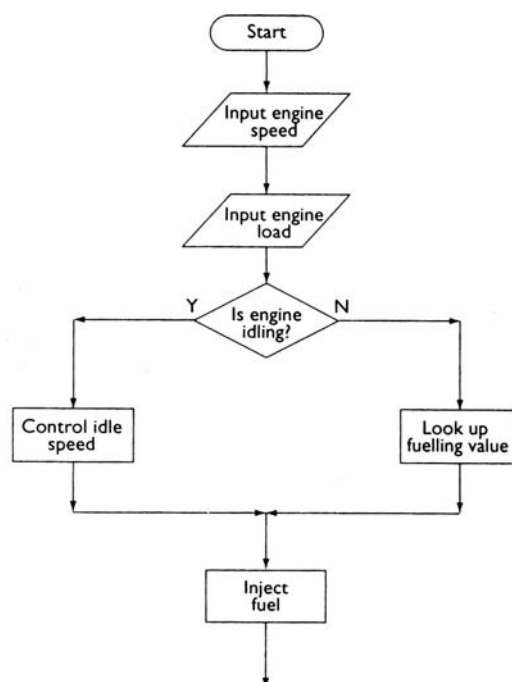 Start
Input engine
speed
Input engine
load
Is engine
idling?
Y
N
Control idle
speed
Look up
fuelling value
Inject
fuel